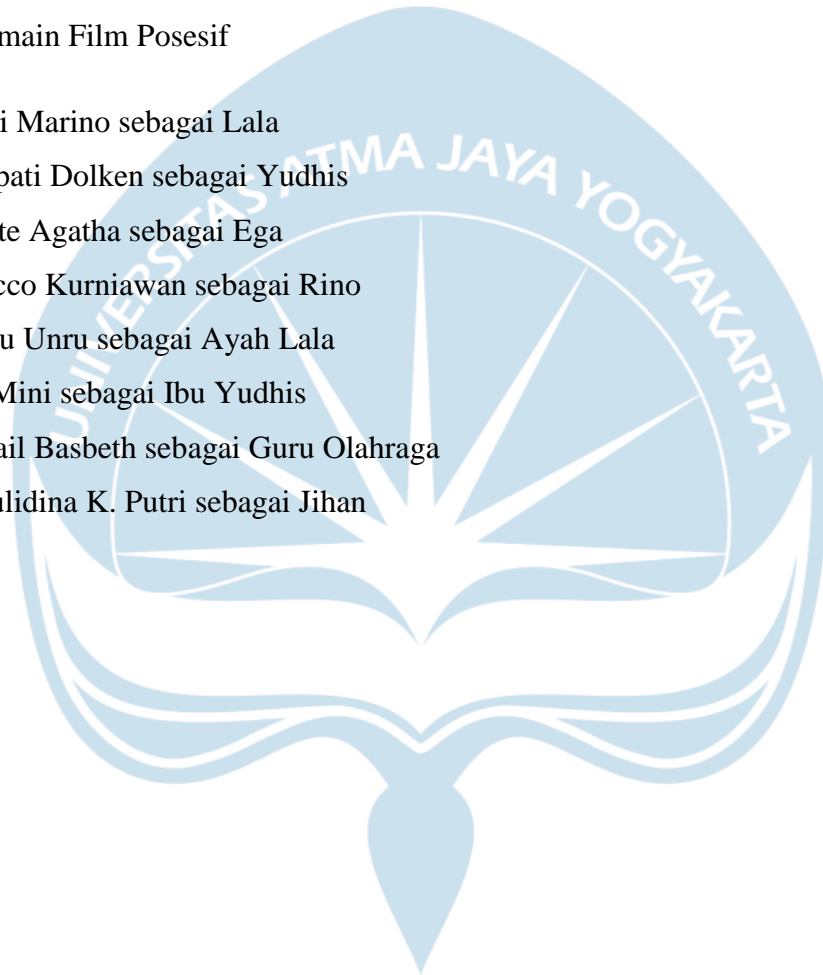 main Film Posesif
i Marino sebagai Lala
pati Dolken sebagai Yudhis
te Agatha sebagai Ega
cco Kurniawan sebagai Rino
u Unru sebagai Ayah Lala
Mini sebagai Ibu Yudhis
ail Basbeth sebagai Guru Olahraga
ulidina K. Putri sebagai Jihan
UNIVERSITAS ATMA JAYA YOGYAKARTA